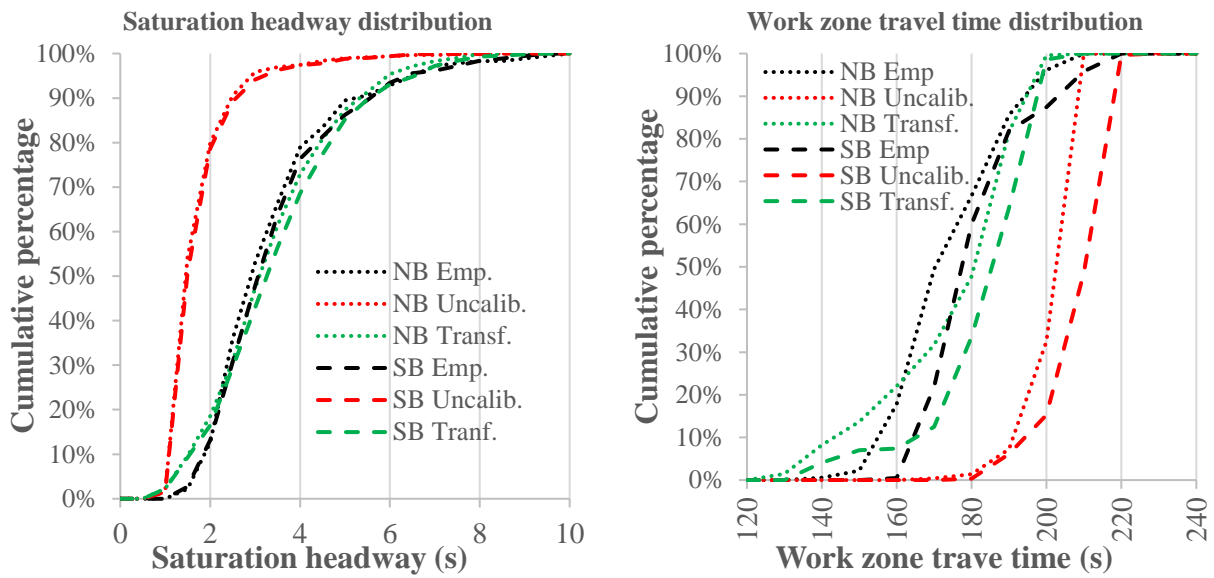 Saturation headway distribution
Cumulative percentage
100%
90%
80%
70%
60%
50%
40%
30%
20%
10%
0%
NB Emp.
NB Uncalib.
NB Transf.
SB Emp.
SB Uncalib.
SB Tranf.
0 2 4 6 8 10
Saturation headway (s)
Work zone travel time distribution
Cumulative percentage
100%
90%
80%
70%
60%
50%
40%
30%
20%
10%
0%
NB Emp
NB Uncalib.
NB Transf.
SB Emp
SB Uncalib.
SB Transf.
120 140 160 180 200 220 240
Work zone trave time (s)